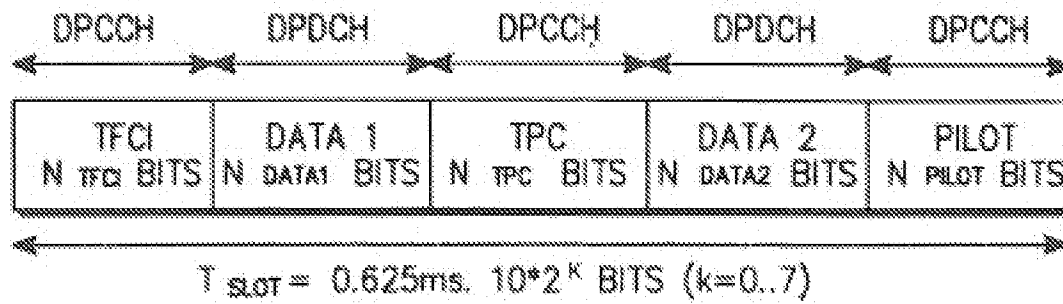 DPCCH DPDCH DPCCH DPDCH DPCCH
TFCI DATA 1 TPC DATA 2 PILOT
N TFCI BITS N DATA1 BITS N TPC BITS N DATA2 BITS N PILOT BITS
T SLOT = 0.625ms. 10*2^K BITS (k=0..7)